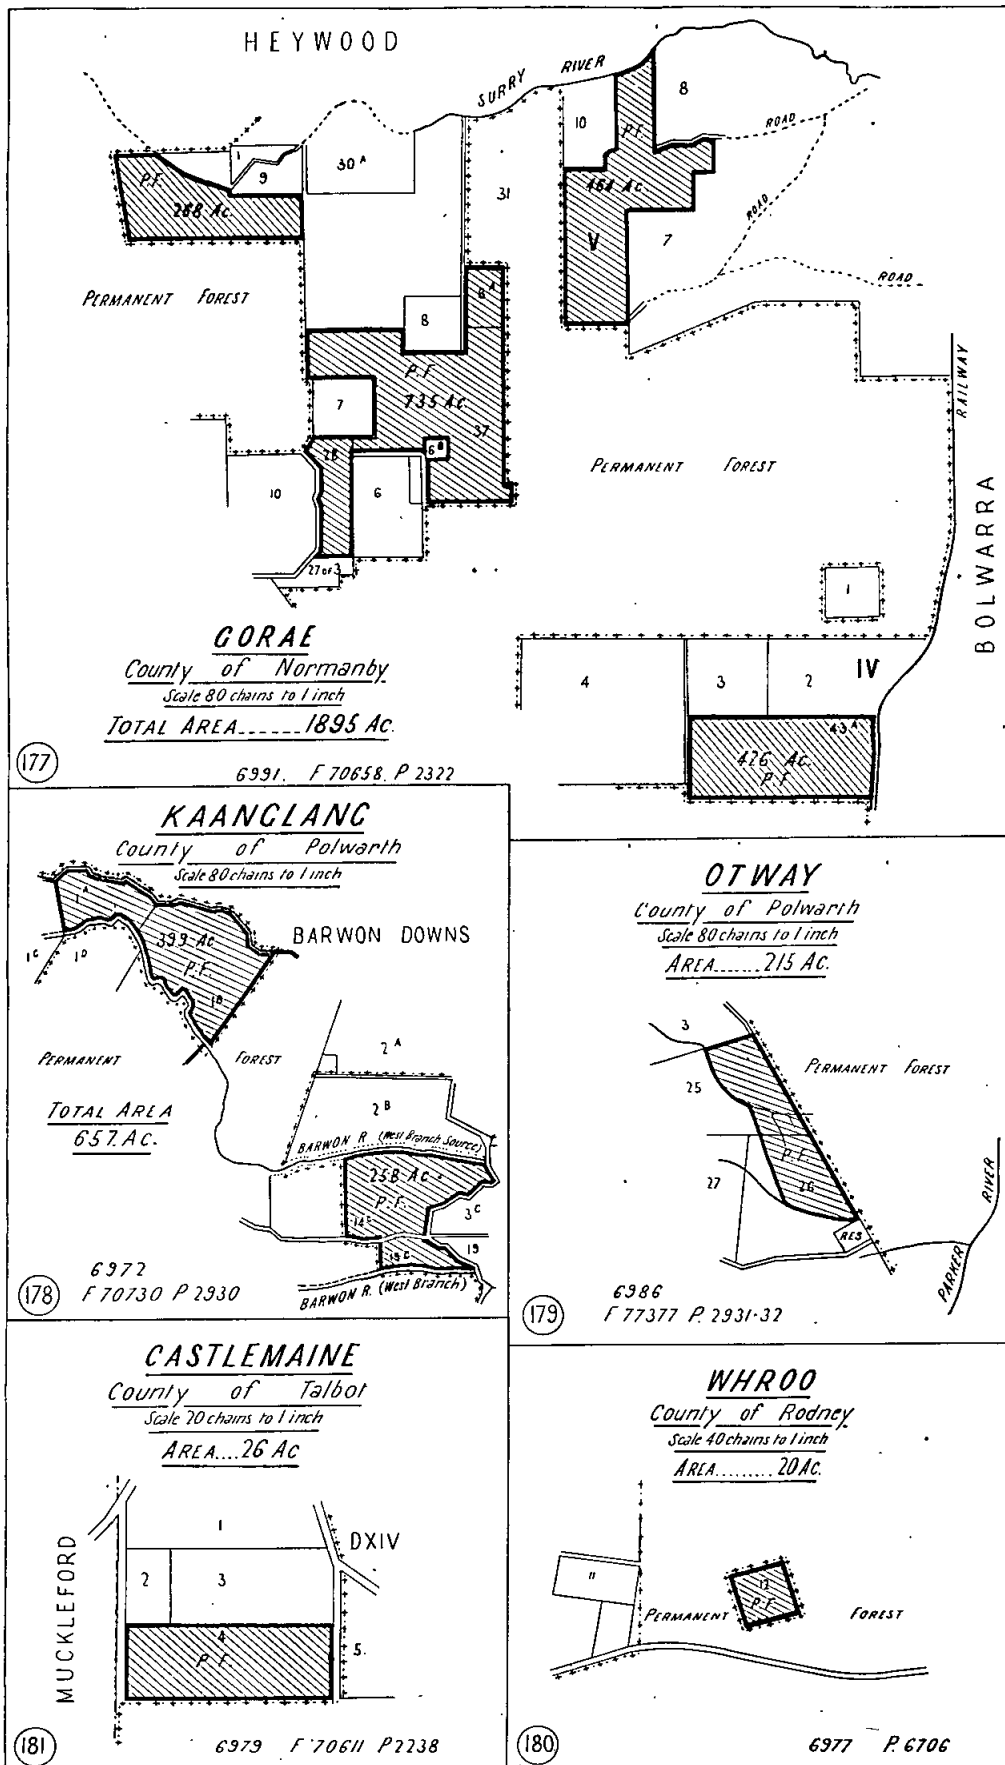 HEYWOOD
SURRY RIVER
ROAD
ROAD
ROAD
1
9
30ᴬ
31
10
8
P.F.
464 Ac.
V
7
P.F.
268 Ac.
PERMANENT FOREST
8
8ᴬ
P.F.
735 Ac.
7
37
6ᴮ
28
10
6
27 OF 3
PERMANENT FOREST
RAILWAY
BOLWARRA
1
4
3
2
IV
43ᴬ
426 Ac.
P.F.
GORAE
County of Normanby
Scale 80 chains to 1 inch
TOTAL AREA......1895 Ac.
177
6991. F 70658. P 2322
KAANGLANG
County of Polwarth
Scale 80 chains to 1 inch
1ᴬ
399 Ac
P.F.
1ᴮ
1ᶜ
1ᴰ
BARWON DOWNS
PERMANENT FOREST
2ᴬ
2ᴮ
TOTAL AREA
657. Ac.
BARWON R. (West Branch Source)
258 Ac.
P.F.
3ᶜ
19
BARWON R. (West Branch)
178
6972
F 70730 P 2930
OTWAY
County of Polwarth
Scale 80 chains to 1 inch
AREA......215 Ac.
3
25
PERMANENT FOREST
P.F.
26
27
RES
PARKER RIVER
179
6986
F 77377 P. 2931-32
CASTLEMAINE
County of Talbot
Scale 20 chains to 1 inch
AREA....26 Ac
MUCKLEFORD
1
DXIV
2
3
4
P.F.
5.
181
6979 F 70611 P2238
WHROO
County of Rodney
Scale 40 chains to 1 inch
AREA......... 20 Ac.
11
12
P.F.
PERMANENT FOREST
180
6977 P. 6706